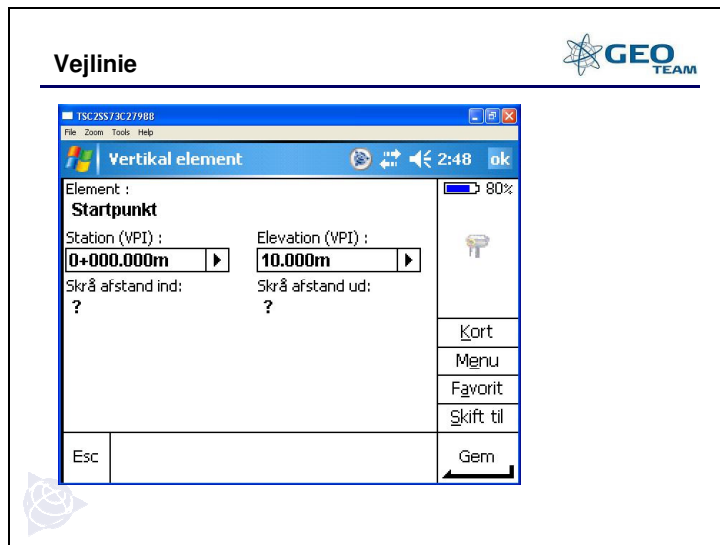 Vejlinie
GEO
TEAM
TSC2SS73C27988
File Zoom Tools Help
Vertikal element 2:48 ok
Element :
Startpunkt
80%
Station (VPI) : Elevation (VPI) :
0+000.000m 10.000m
Skrå afstand ind: Skrå afstand ud:
? ?
Kort
Menu
Favorit
Skift til
Esc Gem